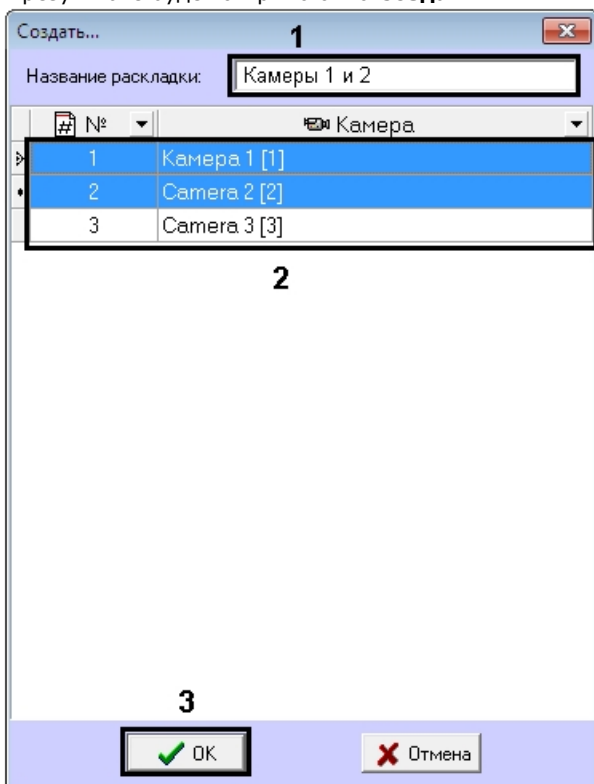 Создать...
1
Название раскладки: Камеры 1 и 2
# № Камера
1 Камера 1 [1]
2 Camera 2 [2]
3 Camera 3 [3]
2
3
OK Отмена